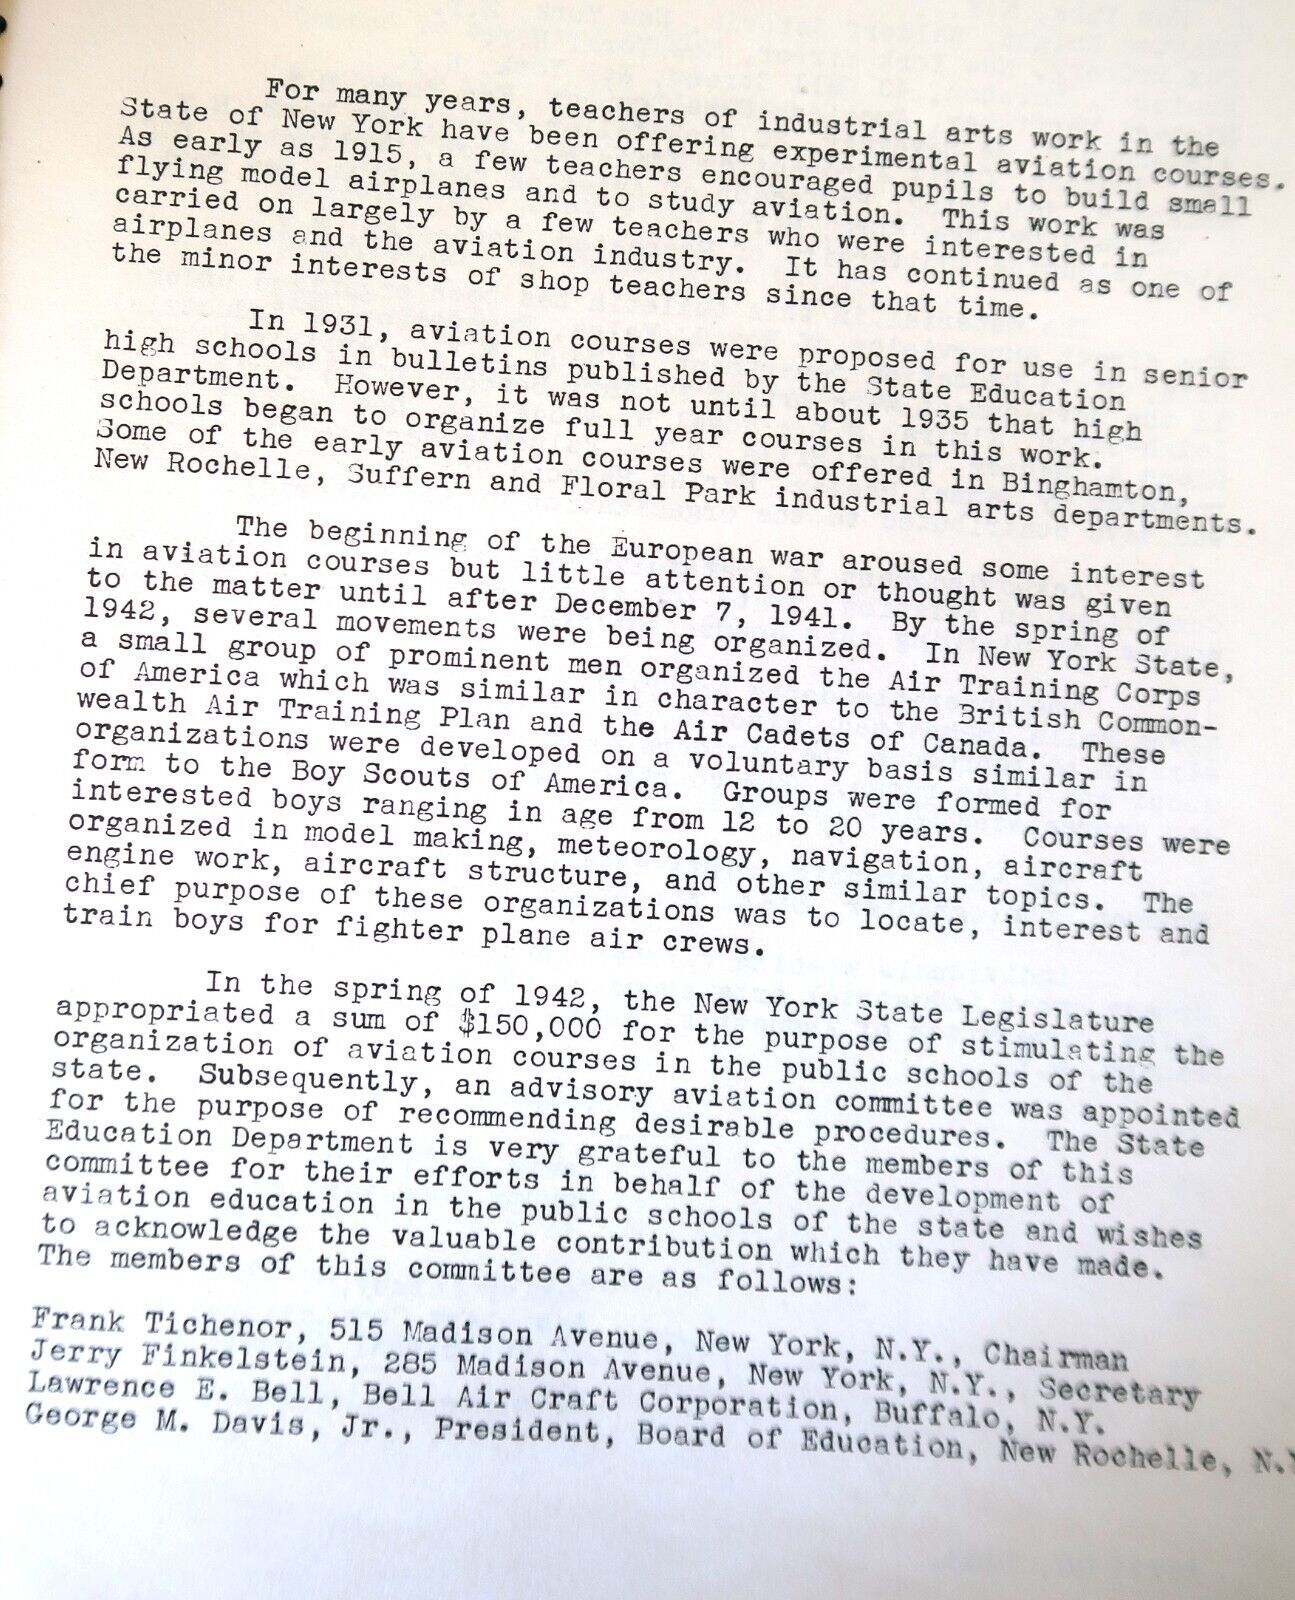 For many years, teachers of industrial arts work in the
State of New York have been offering experimental aviation courses.
As early as 1915, a few teachers encouraged pupils to build small
flying model airplanes and to study aviation. This work was
carried on largely by a few teachers who were interested in
airplanes and the aviation industry. It has continued as one of
the minor interests of shop teachers since that time.
In 1931, aviation courses were proposed for use in senior
high schools in bulletins published by the State Education
Department. However, it was not until about 1935 that high
schools began to organize full year courses in this work.
Some of the early aviation courses were offered in Binghamton,
New Rochelle, Suffern and Floral Park industrial arts departments.
The beginning of the European war aroused some interest
in aviation courses but little attention or thought was given
to the matter until after December 7, 1941. By the spring of
1942, several movements were being organized. In New York State,
a small group of prominent men organized the Air Training Corps
of America which was similar in character to the British Common-
wealth Air Training Plan and the Air Cadets of Canada. These
organizations were developed on a voluntary basis similar in
form to the Boy Scouts of America. Groups were formed for
interested boys ranging in age from 12 to 20 years. Courses were
organized in model making, meteorology, navigation, aircraft
engine work, aircraft structure, and other similar topics. The
chief purpose of these organizations was to locate, interest and
train boys for fighter plane air crews.
In the spring of 1942, the New York State Legislature
appropriated a sum of $150,000 for the purpose of stimulating the
organization of aviation courses in the public schools of the
state. Subsequently, an advisory aviation committee was appointed
for the purpose of recommending desirable procedures. The State
Education Department is very grateful to the members of this
committee for their efforts in behalf of the development of
aviation education in the public schools of the state and wishes
to acknowledge the valuable contribution which they have made.
The members of this committee are as follows:
Frank Tichenor, 515 Madison Avenue, New York, N.Y., Chairman
Jerry Finkelstein, 285 Madison Avenue, New York, N.Y., Secretary
Lawrence E. Bell, Bell Air Craft Corporation, Buffalo, N.Y.
George M. Davis, Jr., President, Board of Education, New Rochelle, N.Y